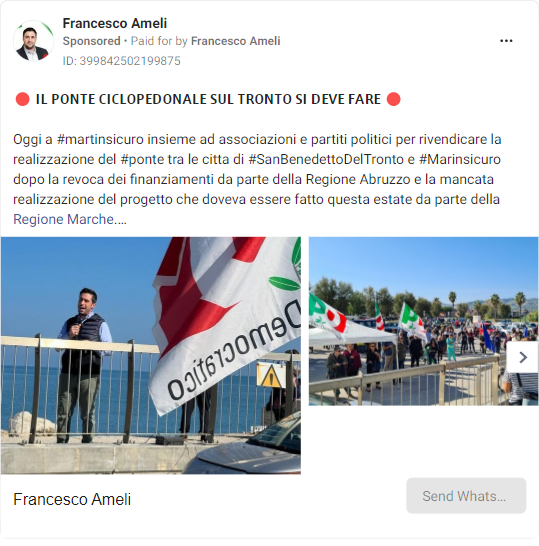 Francesco Ameli
Sponsored • Paid for by Francesco Ameli
ID: 399842502199875
🔴 IL PONTE CICLOPEDONALE SUL TRONTO SI DEVE FARE 🔴
Oggi a #martinsicuro insieme ad associazioni e partiti politici per rivendicare la
realizzazione del #ponte tra le citta di #SanBenedettoDelTronto e #Marinsicuro
dopo la revoca dei finanziamenti da parte della Regione Abruzzo e la mancata
realizzazione del progetto che doveva essere fatto questa estate da parte della
Regione Marche....
Democratico
Francesco Ameli
Send Whats...